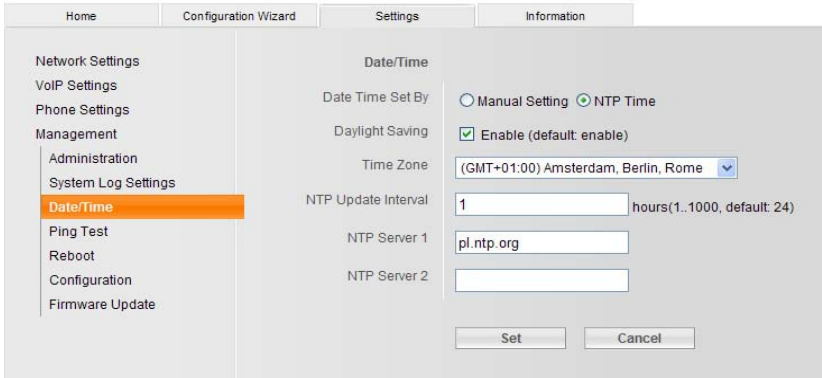 Home Configuration Wizard Settings Information
Network Settings
VoIP Settings
Phone Settings
Management
Administration
System Log Settings
Date/Time
Ping Test
Reboot
Configuration
Firmware Update
Date/Time
Date Time Set By Manual Setting NTP Time
Daylight Saving Enable (default: enable)
Time Zone (GMT+01:00) Amsterdam, Berlin, Rome
NTP Update Interval 1 hours(1..1000, default: 24)
NTP Server 1 pl.ntp.org
NTP Server 2
Set Cancel